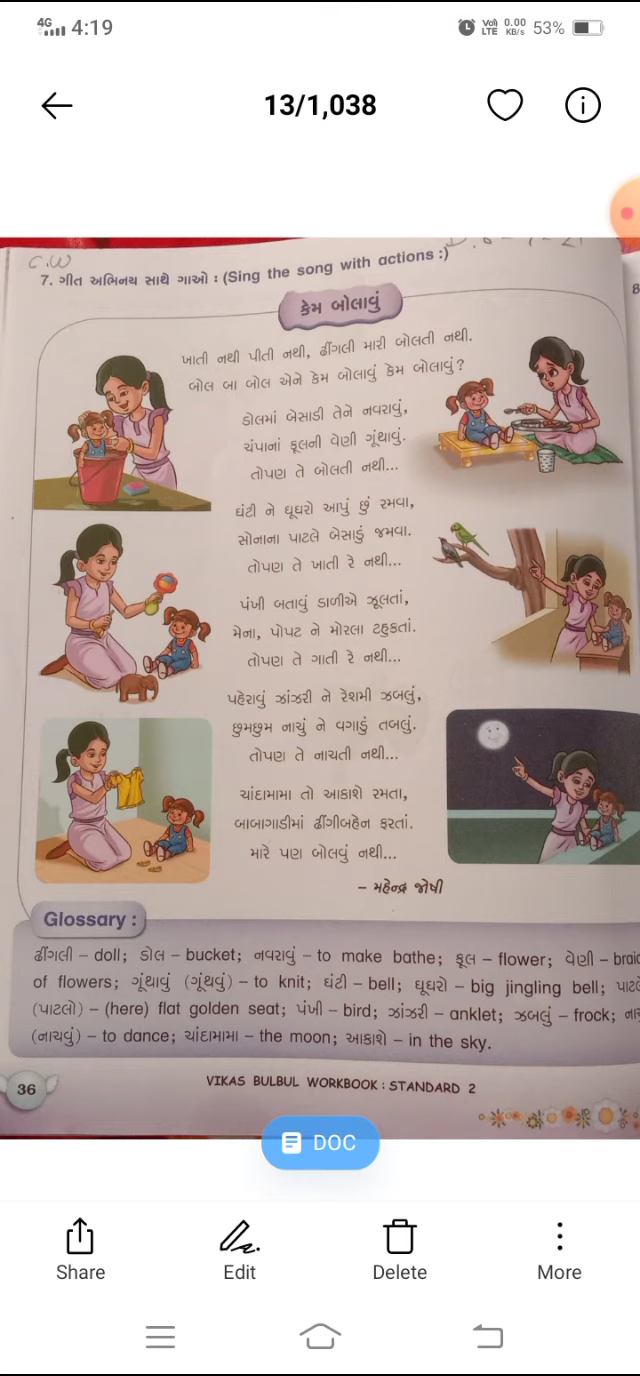 4G 4:19 Vo) LTE 0.00 KB/s 53%
13/1,038
C.W
7. ગીત અભિનય સાથે ગાઓ : (Sing the song with actions :)
8
કેમ બોલાવું
ખાતી નથી પીતી નથી, ઢીંગલી મારી બોલતી નથી.
બોલ બા બોલ એને કેમ બોલાવું કેમ બોલાવું?
ડોલમાં બેસાડી તેને નવરાવું,
ચંપાનાં ફૂલની વેણી ગૂંથાવું.
તોપણ તે બોલતી નથી...
ઘંટી ને ઘૂઘરો આપું છું રમવા,
સોનાના પાટલે બેસાડું જમવા.
તોપણ તે ખાતી રે નથી...
પંખી બતાવું ડાળીએ ઝૂલતાં,
મેના, પોપટ ને મોરલા ટહુકતાં.
તોપણ તે ગાતી રે નથી...
પહેરાવું ઝાંઝરી ને રેશમી ઝબલું,
છુમછુમ નાચું ને વગાડું તબલું.
તોપણ તે નાચતી નથી...
ચાંદામામા તો આકાશે રમતા,
બાબાગાડીમાં ઢીંગીબહેન ફરતાં.
મારે પણ બોલવું નથી...
– મહેન્દ્ર જોષી
Glossary :
ઢીંગલી – doll; ડોલ – bucket; નવરાવું – to make bathe; ફૂલ – flower; વેણી – braid
of flowers; ગૂંથાવું (ગૂંથવું) – to knit; ઘંટી – bell; ઘૂઘરો – big jingling bell;
(પાટલો) – (here) flat golden seat; પંખી – bird; ઝાંઝરી – anklet; ઝબલું – frock;
(નાચવું) – to dance; ચાંદામામા – the moon; આકાશે – in the sky.
36
VIKAS BULBUL WORKBOOK : STANDARD 2
DOC
Share Edit Delete More